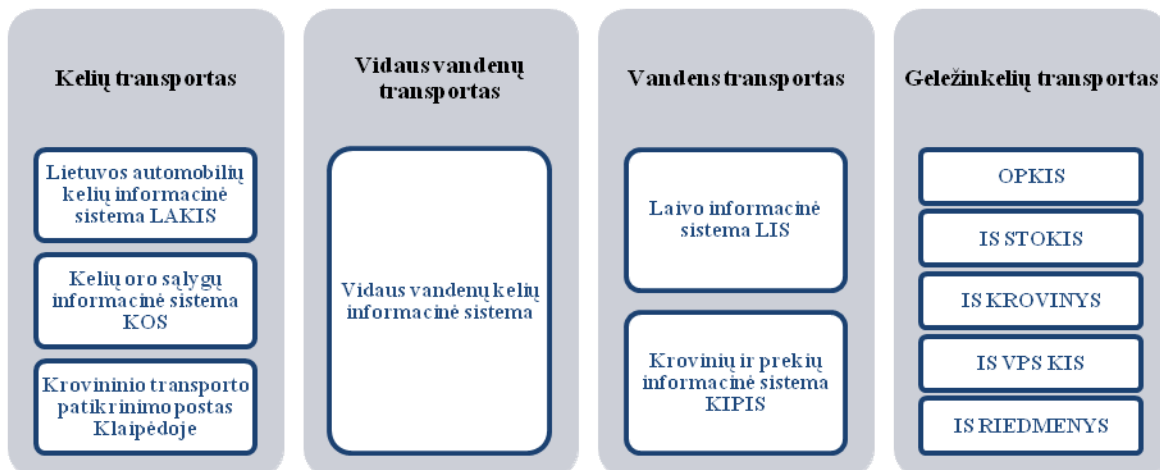 Kelių transportas
Lietuvos automobilių
kelių informacinė
sistema LAKIS
Kelių oro sąlygų
informacinė sistema
KOS
Krovininio transporto
patikrinimo postas
Klaipėdoje
Vidaus vandenų
transportas
Vidaus vandenų kelių
informacinė sistema
Vandens transportas
Laivo informacinė
sistema LIS
Krovinių ir prekių
informacinė sistema
KIPIS
Geležinkelių transportas
OPKIS
IS STOKIS
IS KROVINYS
IS VPS KIS
IS RIEDMENYS